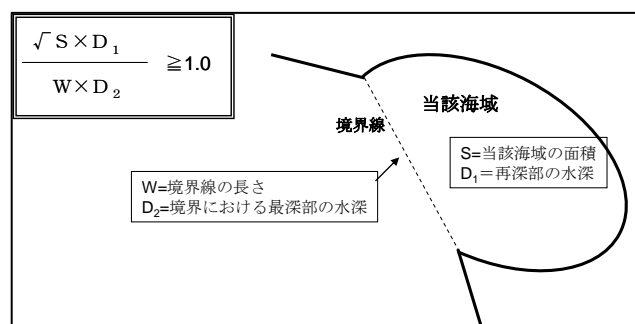 √S×D₁
W×D₂
≧1.0
当該海域
境界線
S=当該海域の面積
D₁=再深部の水深
W=境界線の長さ
D₂=境界における最深部の水深